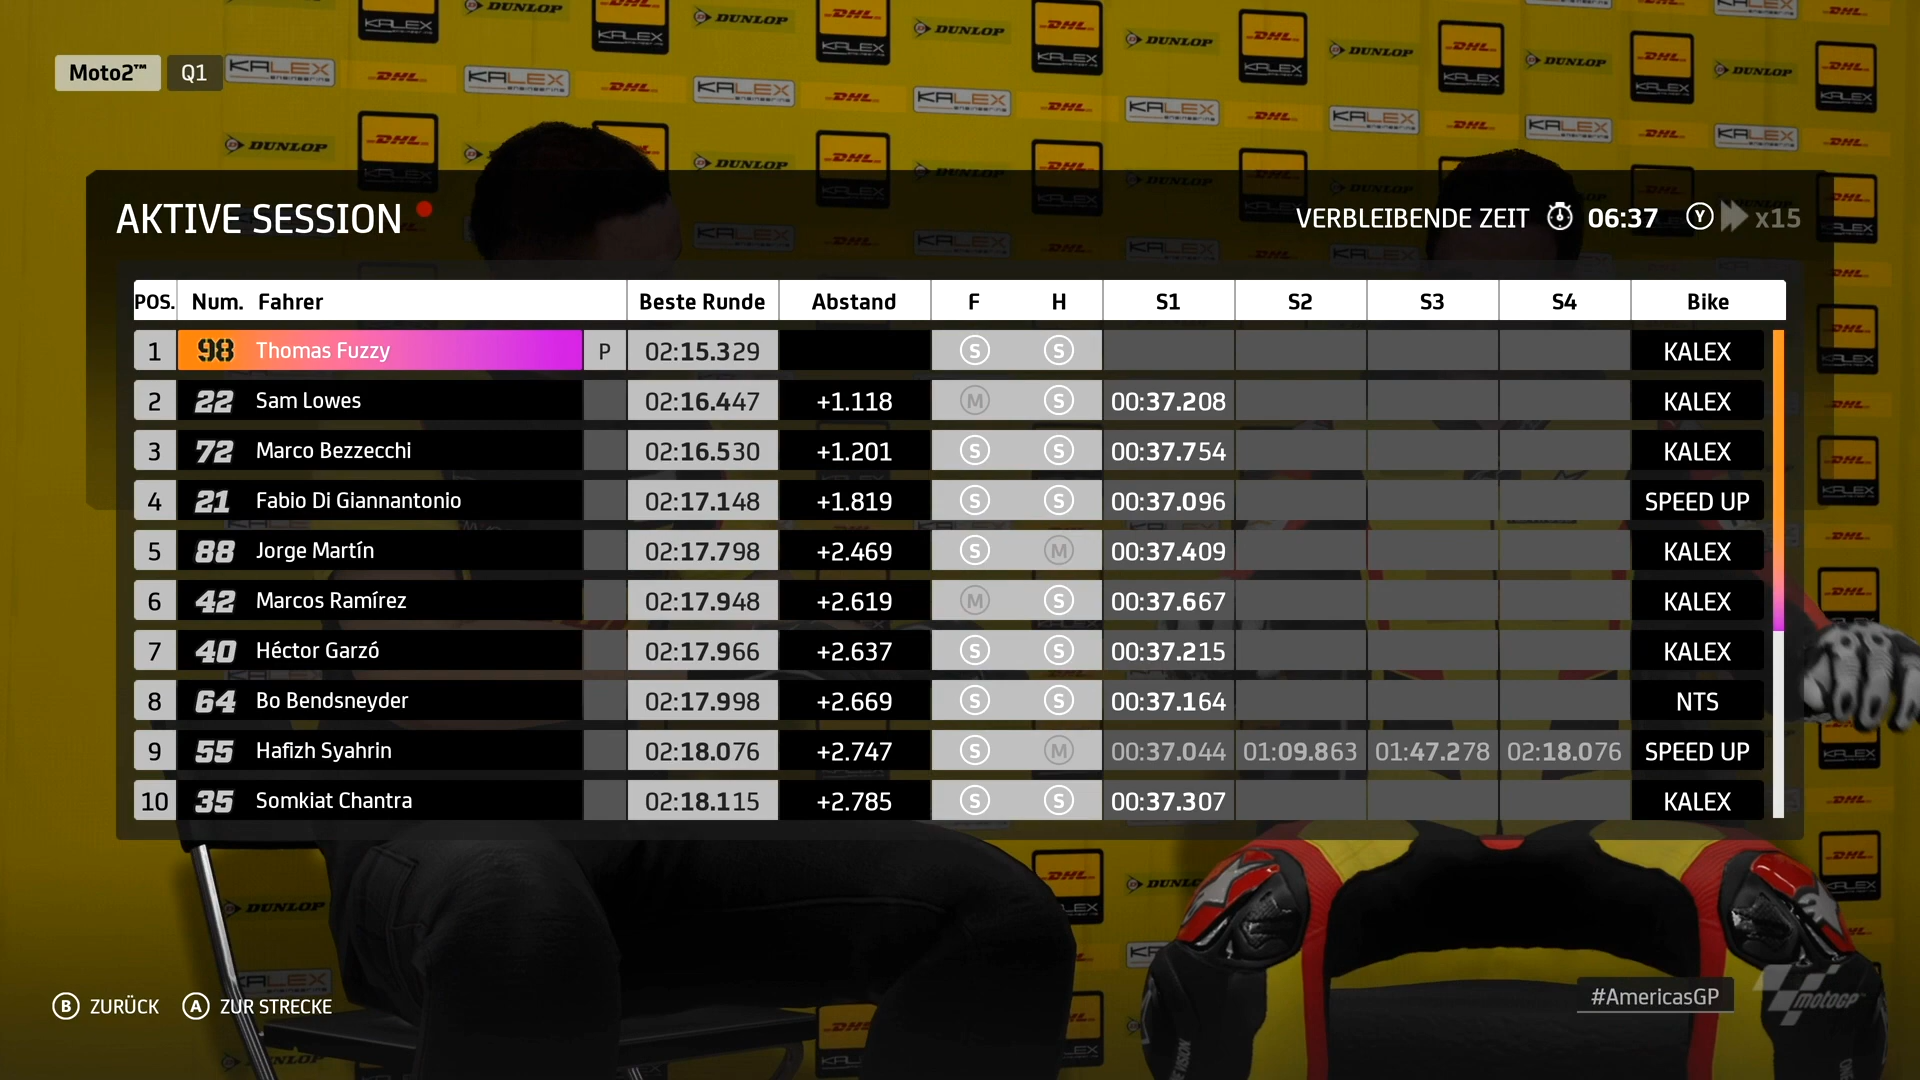 Moto2™ Q1
AKTIVE SESSION
VERBLEIBENDE ZEIT 06:37 Y x15
POS. Num. Fahrer Beste Runde Abstand F H S1 S2 S3 S4 Bike
1 98 Thomas Fuzzy P 02:15.329 S S KALEX
2 22 Sam Lowes 02:16.447 +1.118 M S 00:37.208 KALEX
3 72 Marco Bezzecchi 02:16.530 +1.201 S S 00:37.754 KALEX
4 21 Fabio Di Giannantonio 02:17.148 +1.819 S S 00:37.096 SPEED UP
5 88 Jorge Martín 02:17.798 +2.469 S M 00:37.409 KALEX
6 42 Marcos Ramírez 02:17.948 +2.619 M S 00:37.667 KALEX
7 40 Héctor Garzó 02:17.966 +2.637 S S 00:37.215 KALEX
8 64 Bo Bendsneyder 02:17.998 +2.669 S S 00:37.164 NTS
9 55 Hafizh Syahrin 02:18.076 +2.747 S M 00:37.044 01:09.863 01:47.278 02:18.076 SPEED UP
10 35 Somkiat Chantra 02:18.115 +2.785 S S 00:37.307 KALEX
B ZURÜCK A ZUR STRECKE
#AmericasGP
motoGP
DUNLOP
DHL
KALEX
engineering